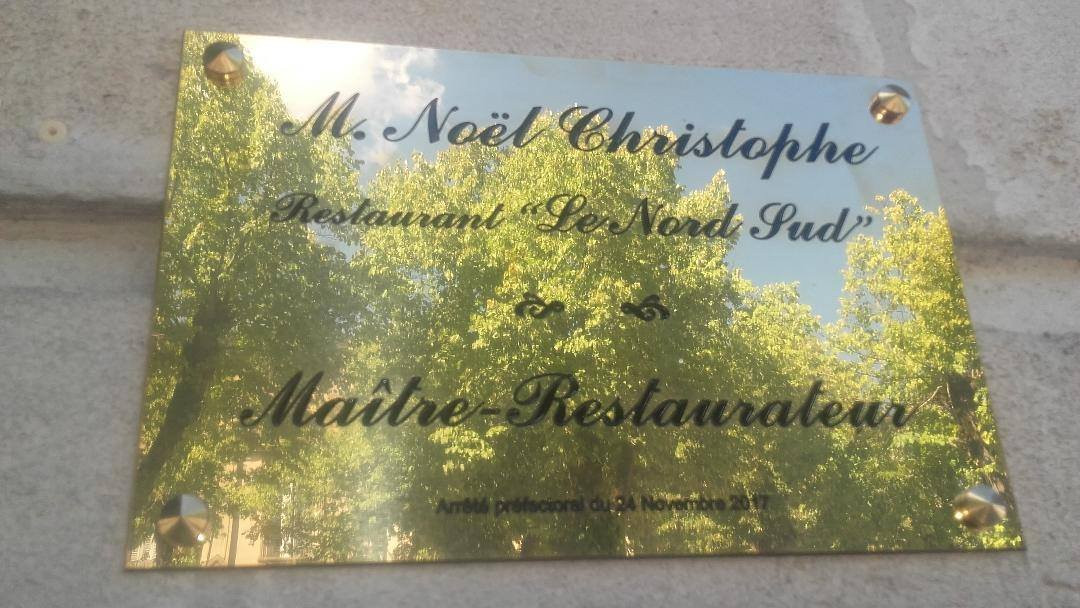 M. Noël Christophe
Restaurant “Le Nord Sud”
Maître-Restaurateur
Arrêté préfectoral du 24 Novembre 2017